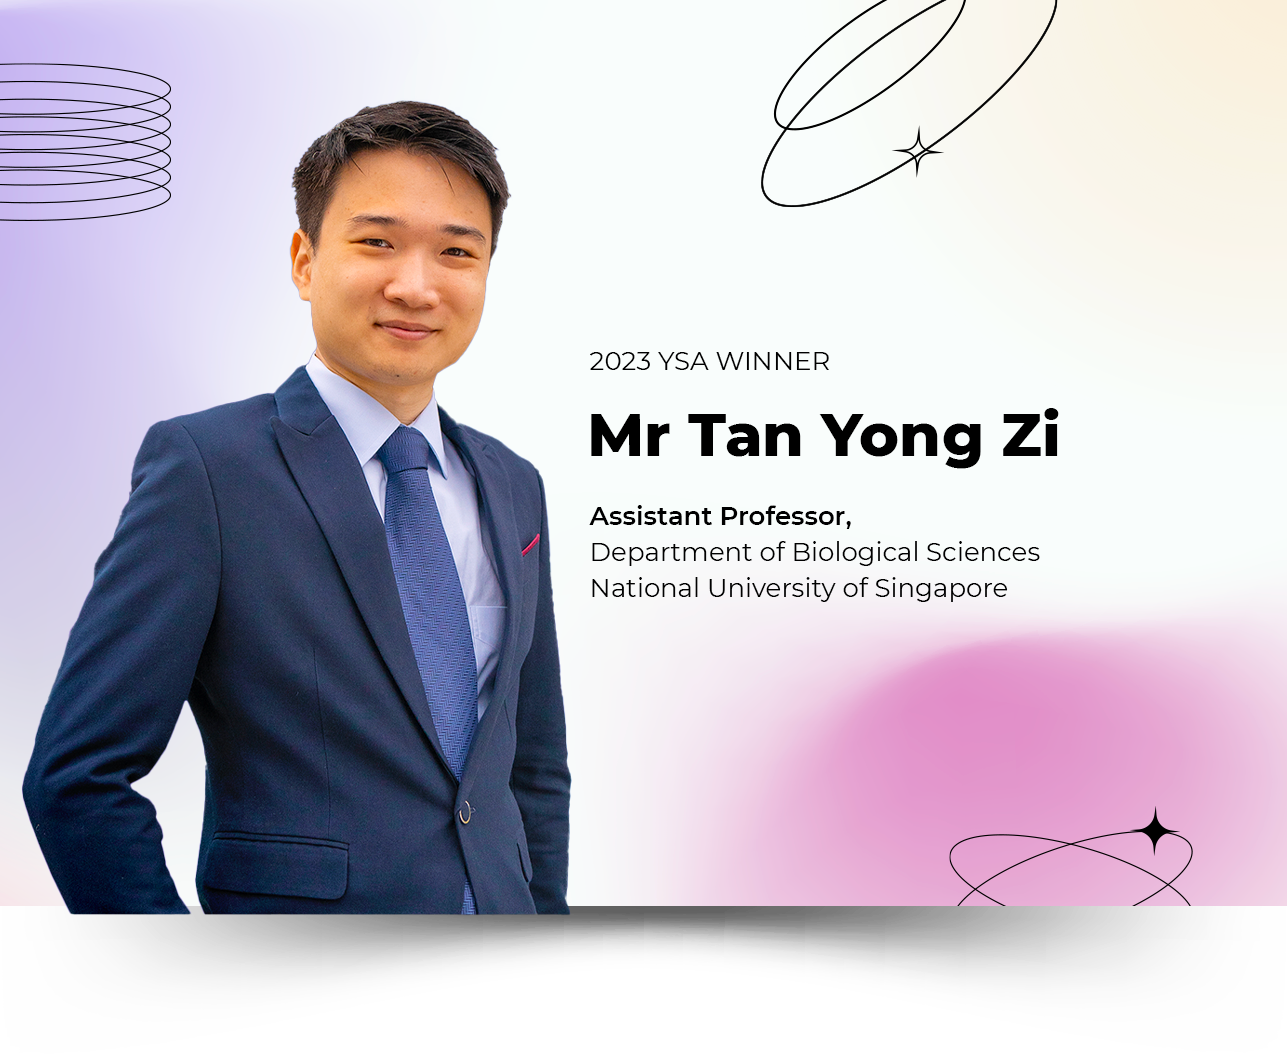 2023 YSA WINNER
Mr Tan Yong Zi
Assistant Professor,
Department of Biological Sciences
National University of Singapore